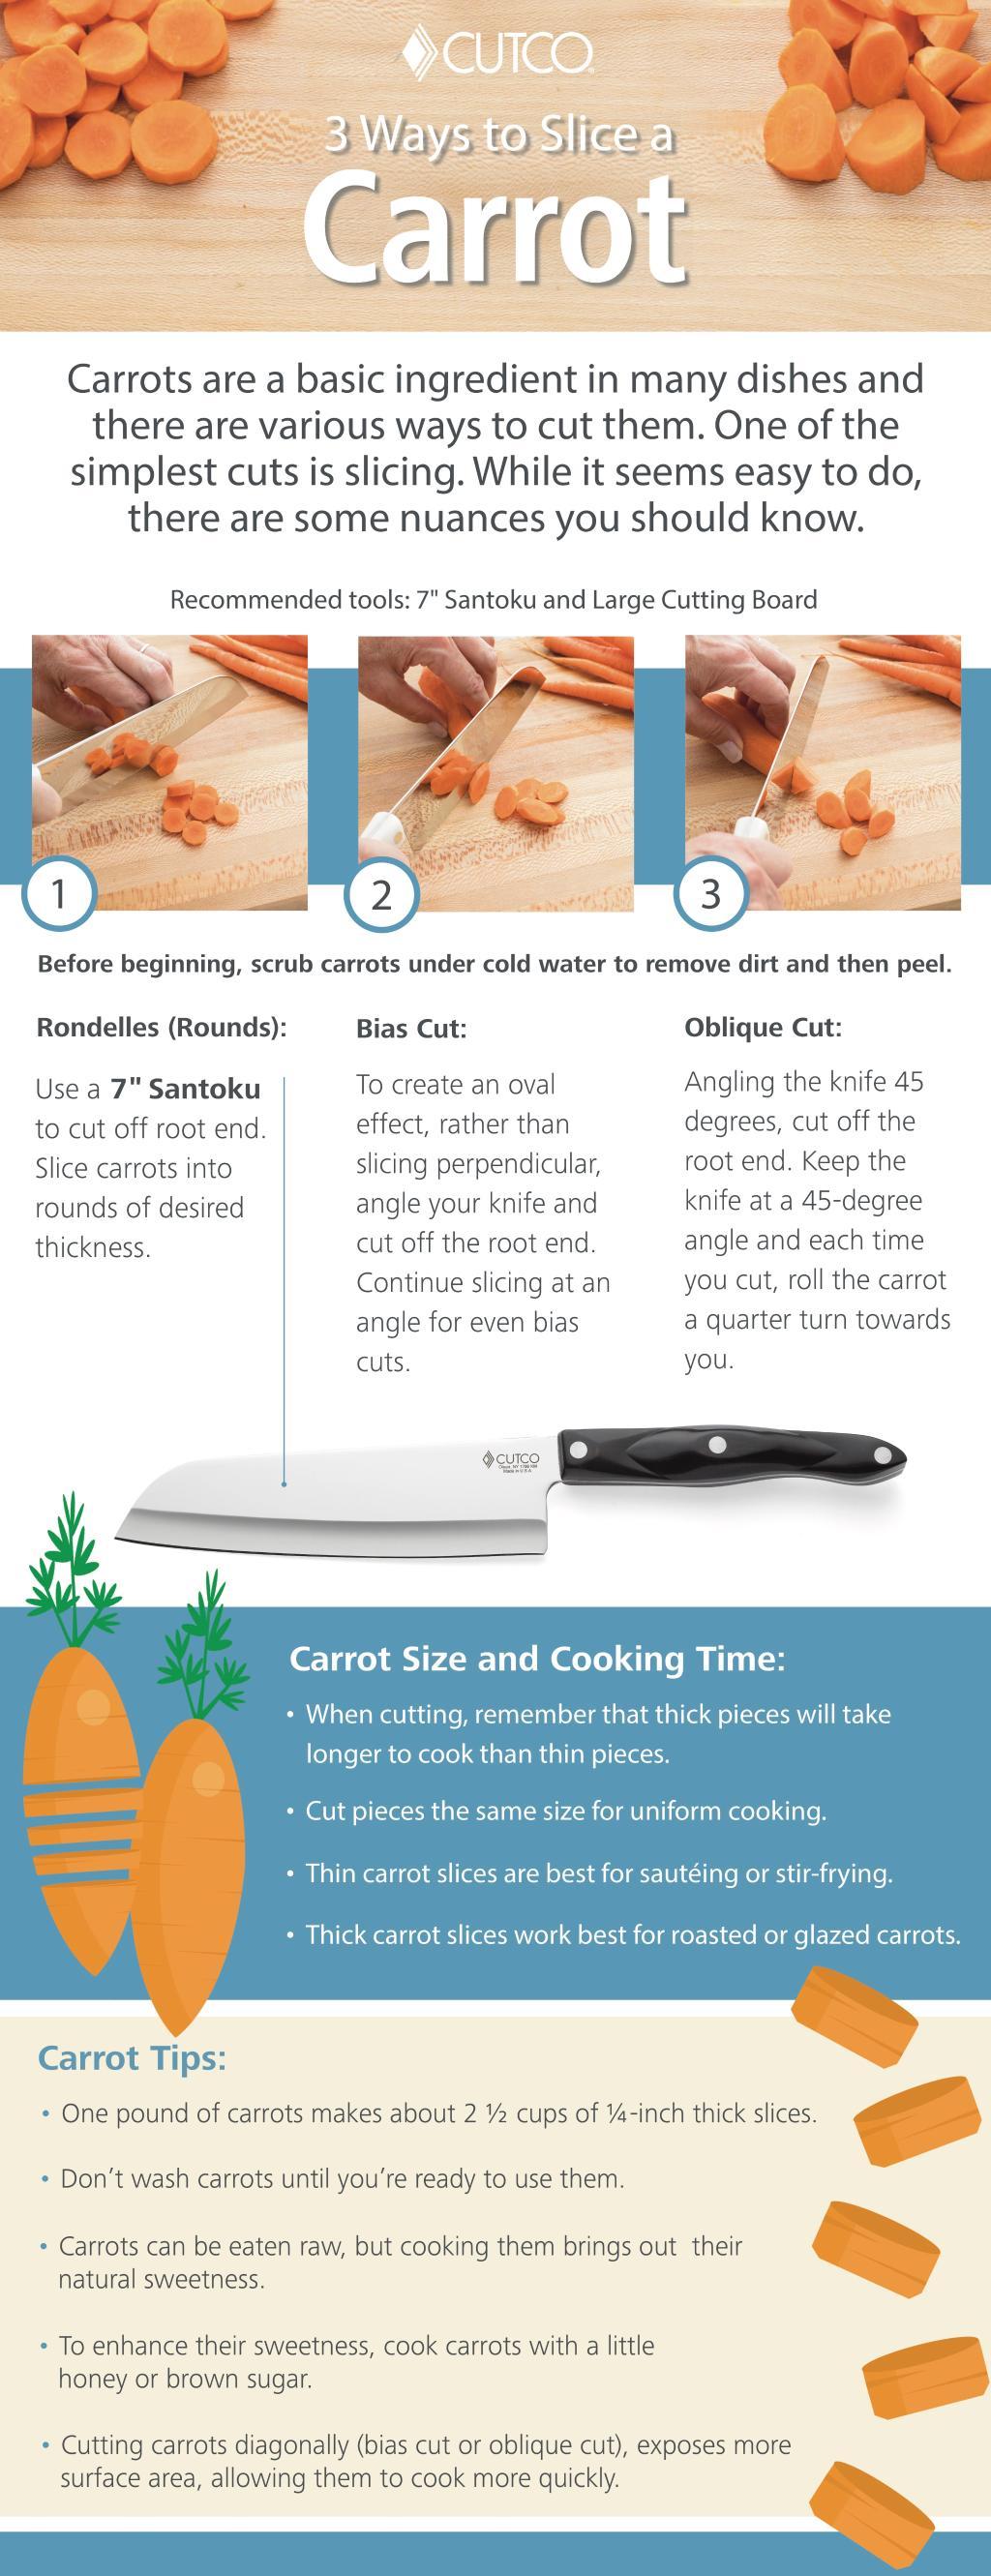 CUTCO
3 Ways to Slice a
Carrot
Carrots are a basic ingredient in many dishes and
there are various ways to cut them. One of the
simplest cuts is slicing. While it seems easy to do,
there are some nuances you should know.
Recommended tools: 7" Santoku and Large Cutting Board
1
2
3
Before beginning, scrub carrots under cold water to remove dirt and then peel.
Rondelles (Rounds):
Use a 7" Santoku
to cut off root end.
Slice carrots into
rounds of desired
thickness.
Bias Cut:
To create an oval
effect, rather than
slicing perpendicular,
angle your knife and
cut off the root end.
Continue slicing at an
angle for even bias
cuts.
Oblique Cut:
Angling the knife 45
degrees, cut off the
root end. Keep the
knife at a 45-degree
angle and each time
you cut, roll the carrot
a quarter turn towards
you.
CUTCO
Made in U.S.A.
Carrot Size and Cooking Time:
• When cutting, remember that thick pieces will take
longer to cook than thin pieces.
• Cut pieces the same size for uniform cooking.
• Thin carrot slices are best for sautéing or stir-frying.
• Thick carrot slices work best for roasted or glazed carrots.
Carrot Tips:
• One pound of carrots makes about 2 ½ cups of ¼-inch thick slices.
• Don't wash carrots until you're ready to use them.
• Carrots can be eaten raw, but cooking them brings out their
natural sweetness.
• To enhance their sweetness, cook carrots with a little
honey or brown sugar.
• Cutting carrots diagonally (bias cut or oblique cut), exposes more
surface area, allowing them to cook more quickly.